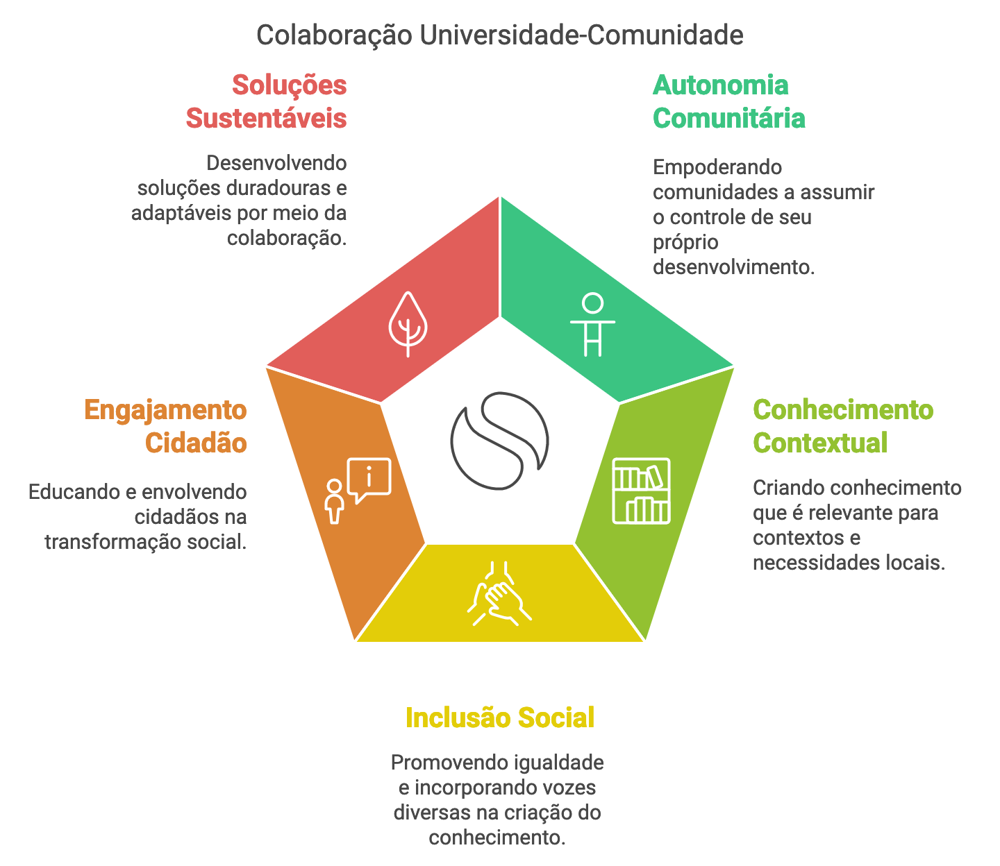 Colaboração Universidade-Comunidade
Soluções
Sustentáveis
Desenvolvendo
soluções duradouras e
adaptáveis por meio da
colaboração.
Autonomia
Comunitária
Empoderando
comunidades a assumir
o controle de seu
próprio
desenvolvimento.
Engajamento
Cidadão
Educando e envolvendo
cidadãos na
transformação social.
Conhecimento
Contextual
Criando conhecimento
que é relevante para
contextos e
necessidades locais.
Inclusão Social
Promovendo igualdade
e incorporando vozes
diversas na criação do
conhecimento.